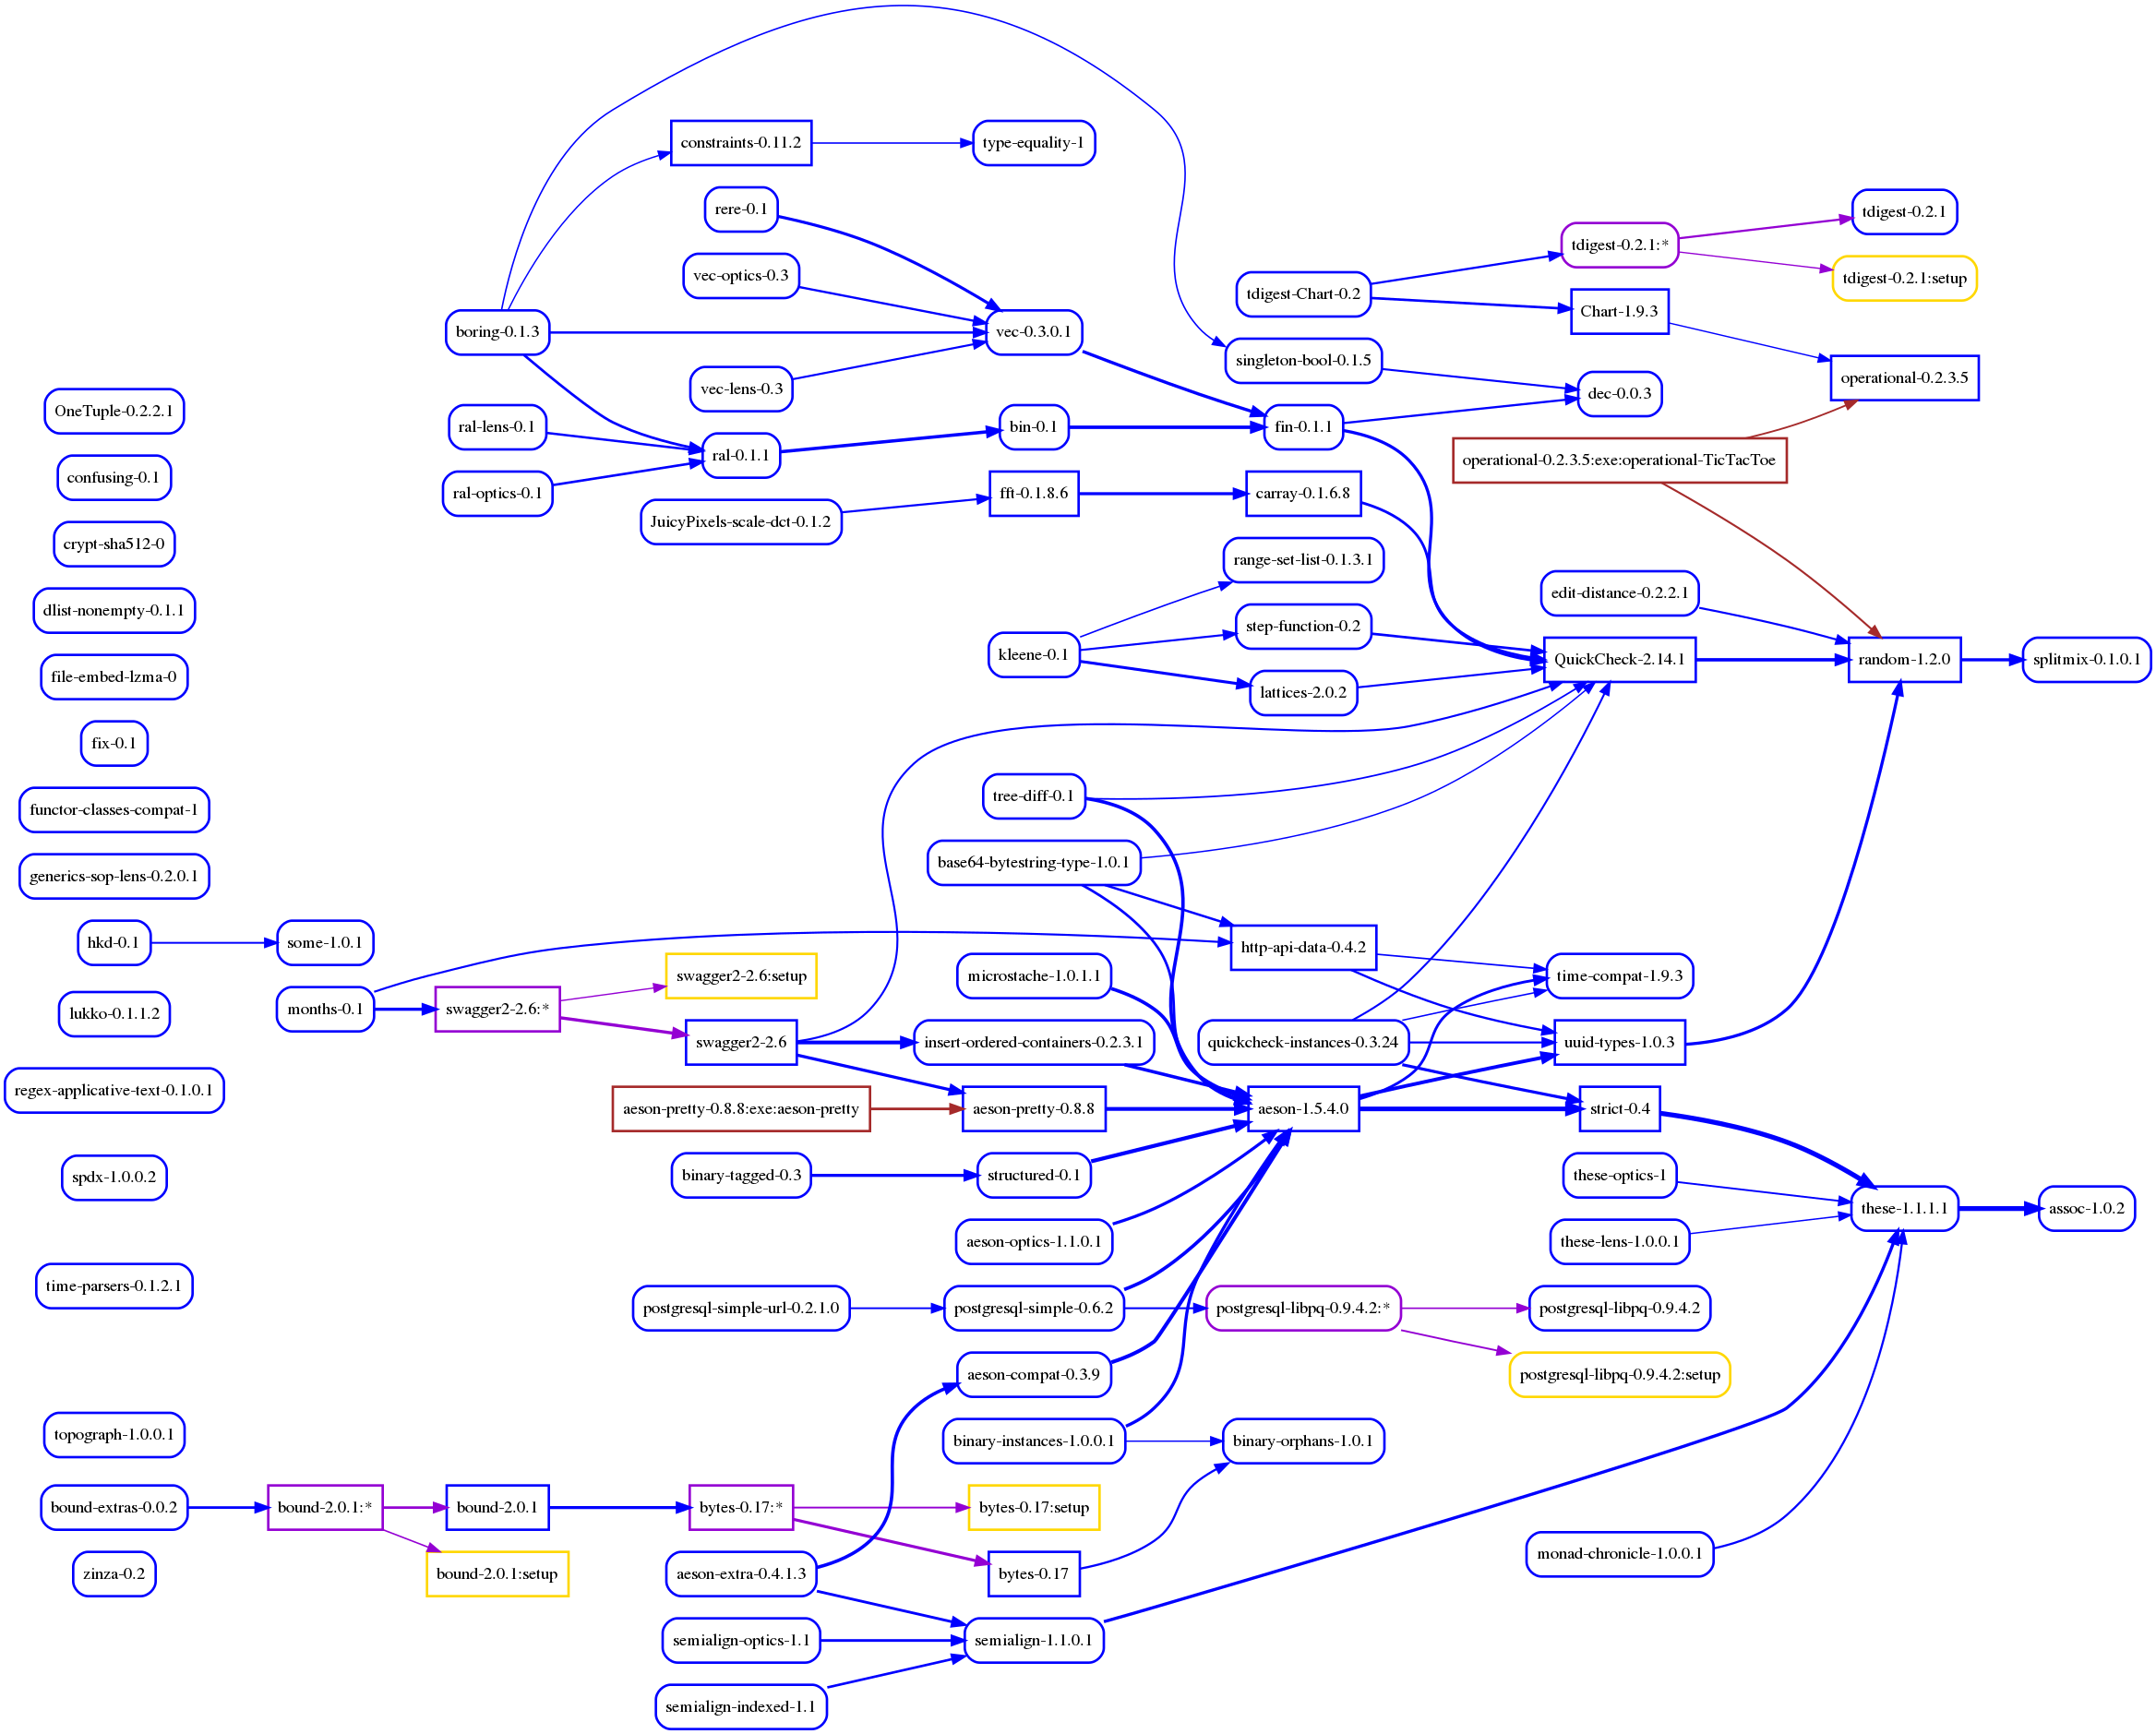 constraints-0.11.2
type-equality-1
rere-0.1
tdigest-0.2.1
tdigest-0.2.1:*
vec-optics-0.3
tdigest-0.2.1:setup
tdigest-Chart-0.2
Chart-1.9.3
boring-0.1.3
vec-0.3.0.1
singleton-bool-0.1.5
operational-0.2.3.5
vec-lens-0.3
dec-0.0.3
OneTuple-0.2.2.1
ral-lens-0.1
bin-0.1
fin-0.1.1
ral-0.1.1
operational-0.2.3.5:exe:operational-TicTacToe
confusing-0.1
ral-optics-0.1
fft-0.1.8.6
carray-0.1.6.8
JuicyPixels-scale-dct-0.1.2
crypt-sha512-0
range-set-list-0.1.3.1
edit-distance-0.2.2.1
dlist-nonempty-0.1.1
step-function-0.2
kleene-0.1
QuickCheck-2.14.1
random-1.2.0
splitmix-0.1.0.1
file-embed-lzma-0
lattices-2.0.2
fix-0.1
tree-diff-0.1
functor-classes-compat-1
base64-bytestring-type-1.0.1
generics-sop-lens-0.2.0.1
hkd-0.1
some-1.0.1
http-api-data-0.4.2
swagger2-2.6:setup
microstache-1.0.1.1
time-compat-1.9.3
lukko-0.1.1.2
months-0.1
swagger2-2.6:*
swagger2-2.6
insert-ordered-containers-0.2.3.1
quickcheck-instances-0.3.24
uuid-types-1.0.3
regex-applicative-text-0.1.0.1
aeson-pretty-0.8.8:exe:aeson-pretty
aeson-pretty-0.8.8
aeson-1.5.4.0
strict-0.4
spdx-1.0.0.2
binary-tagged-0.3
structured-0.1
these-optics-1
these-1.1.1.1
assoc-1.0.2
aeson-optics-1.1.0.1
these-lens-1.0.0.1
time-parsers-0.1.2.1
postgresql-simple-url-0.2.1.0
postgresql-simple-0.6.2
postgresql-libpq-0.9.4.2:*
postgresql-libpq-0.9.4.2
aeson-compat-0.3.9
postgresql-libpq-0.9.4.2:setup
topograph-1.0.0.1
binary-instances-1.0.0.1
binary-orphans-1.0.1
bound-extras-0.0.2
bound-2.0.1:*
bound-2.0.1
bytes-0.17:*
bytes-0.17:setup
monad-chronicle-1.0.0.1
zinza-0.2
bound-2.0.1:setup
aeson-extra-0.4.1.3
bytes-0.17
semialign-optics-1.1
semialign-1.1.0.1
semialign-indexed-1.1